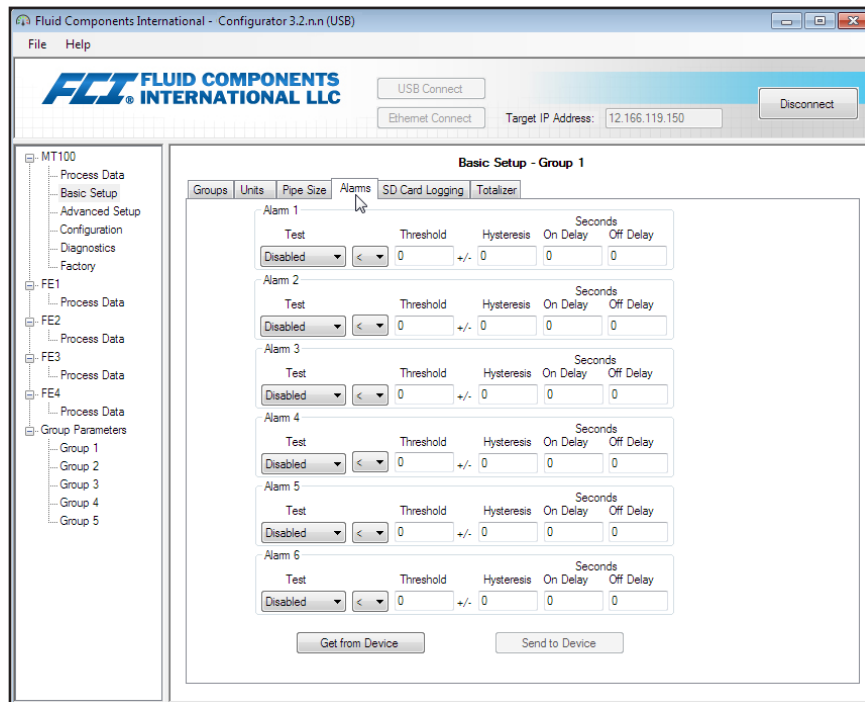 Fluid Components International - Configurator 3.2.n.n (USB)
File Help
FCI ® FLUID COMPONENTS
INTERNATIONAL LLC
USB Connect
Ethernet Connect Target IP Address: 12.166.119.150
Disconnect
MT100
Process Data
Basic Setup
Advanced Setup
Configuration
Diagnostics
Factory
FE1
Process Data
FE2
Process Data
FE3
Process Data
FE4
Process Data
Group Parameters
Group 1
Group 2
Group 3
Group 4
Group 5
Basic Setup - Group 1
Groups Units Pipe Size Alarms SD Card Logging Totalizer
Alarm 1
Seconds
Test Threshold Hysteresis On Delay Off Delay
Disabled < 0 +/- 0 0 0
Alarm 2
Seconds
Test Threshold Hysteresis On Delay Off Delay
Disabled < 0 +/- 0 0 0
Alarm 3
Seconds
Test Threshold Hysteresis On Delay Off Delay
Disabled < 0 +/- 0 0 0
Alarm 4
Seconds
Test Threshold Hysteresis On Delay Off Delay
Disabled < 0 +/- 0 0 0
Alarm 5
Seconds
Test Threshold Hysteresis On Delay Off Delay
Disabled < 0 +/- 0 0 0
Alarm 6
Seconds
Test Threshold Hysteresis On Delay Off Delay
Disabled < 0 +/- 0 0 0
Get from Device Send to Device